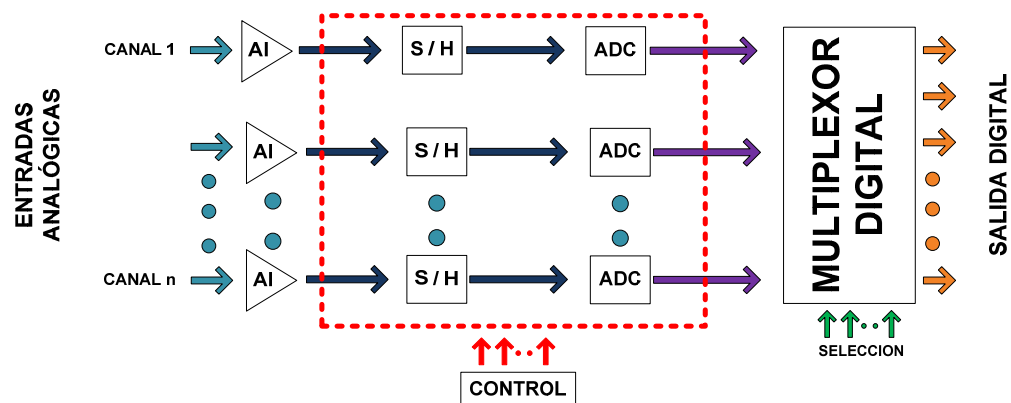 ENTRADAS
ANALÓGICAS
CANAL 1
AI
S / H
ADC
AI
S / H
ADC
CANAL n
AI
S / H
ADC
MULTIPLEXOR
DIGITAL
SALIDA DIGITAL
SELECCION
CONTROL